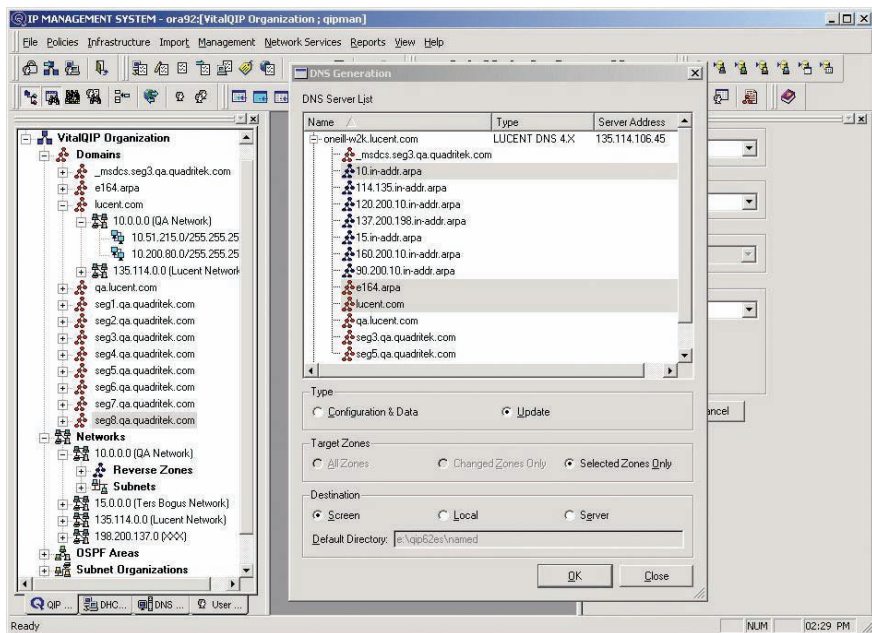 IP MANAGEMENT SYSTEM - ora92:[VitalQIP Organization ; qipman]
File Policies Infrastructure Import Management Network Services Reports View Help
VitalQIP Organization
Domains
_msdcs.seg3.qa.quadritek.com
e164.arpa
lucent.com
10.0.0.0 (QA Network)
10.51.215.0/255.255.25
10.200.80.0/255.255.25
135.114.0.0 (Lucent Network
qa.lucent.com
seg1.qa.quadritek.com
seg2.qa.quadritek.com
seg3.qa.quadritek.com
seg4.qa.quadritek.com
seg5.qa.quadritek.com
seg6.qa.quadritek.com
seg7.qa.quadritek.com
seg8.qa.quadritek.com
Networks
10.0.0.0 (QA Network)
Reverse Zones
Subnets
15.0.0.0 (Ters Bogus Network)
135.114.0.0 (Lucent Network)
198.200.137.0 (XXX)
OSPF Areas
Subnet Organizations
QIP ... DHC... DNS ... User ...
DNS Generation
DNS Server List
Name Type Server Address
oneill-w2k.lucent.com LUCENT DNS 4.X 135.114.106.45
_msdcs.seg3.qa.quadritek.com
10.in-addr.arpa
114.135.in-addr.arpa
120.200.10.in-addr.arpa
137.200.198.in-addr.arpa
15.in-addr.arpa
160.200.10.in-addr.arpa
90.200.10.in-addr.arpa
e164.arpa
lucent.com
qa.lucent.com
seg3.qa.quadritek.com
seg5.qa.quadritek.com
Type
Configuration & Data Update
Target Zones
All Zones Changed Zones Only Selected Zones Only
Destination
Screen Local Server
Default Directory: e:\qip62es\named
OK Close
ancel
Ready NUM 02:29 PM